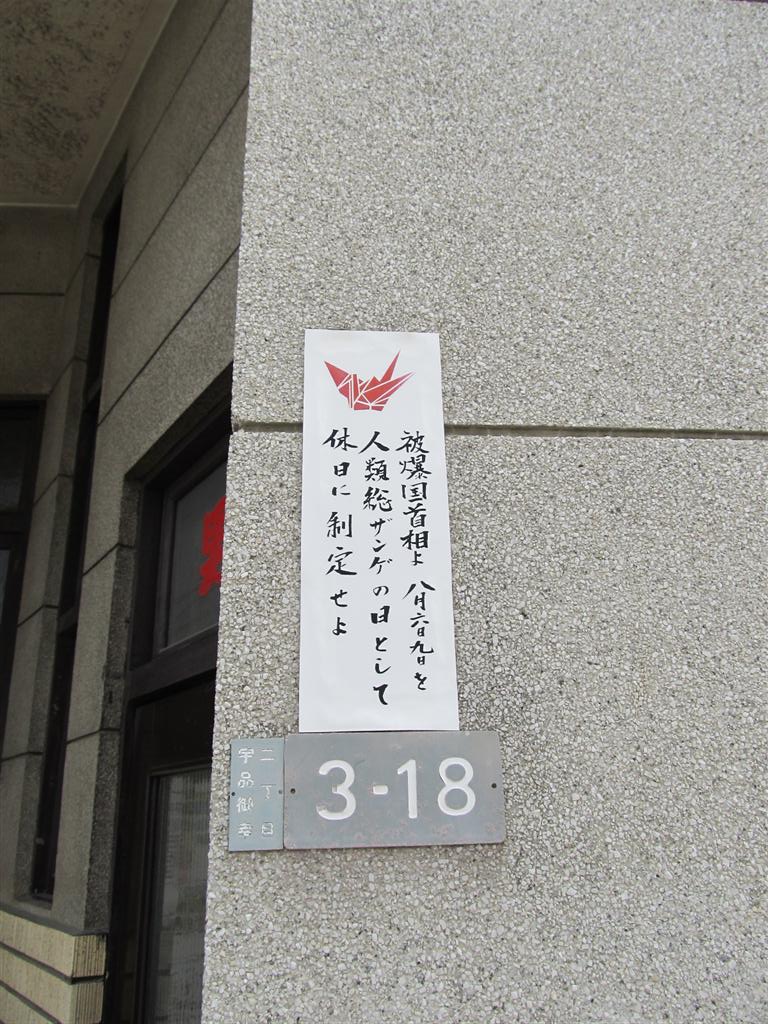 被爆国首相よ 八月六日九日を
人類総ザンゲの日として
休日に制定せよ
二丁目
宇品御幸
3-18